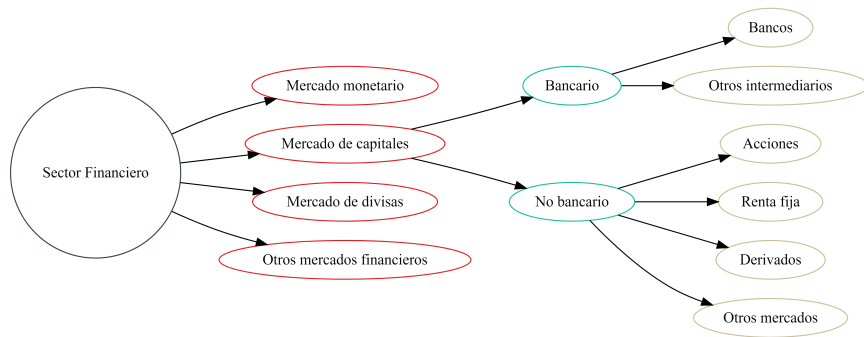 Sector Financiero
Mercado monetario
Mercado de capitales
Mercado de divisas
Otros mercados financieros
Bancario
No bancario
Bancos
Otros intermediarios
Acciones
Renta fija
Derivados
Otros mercados